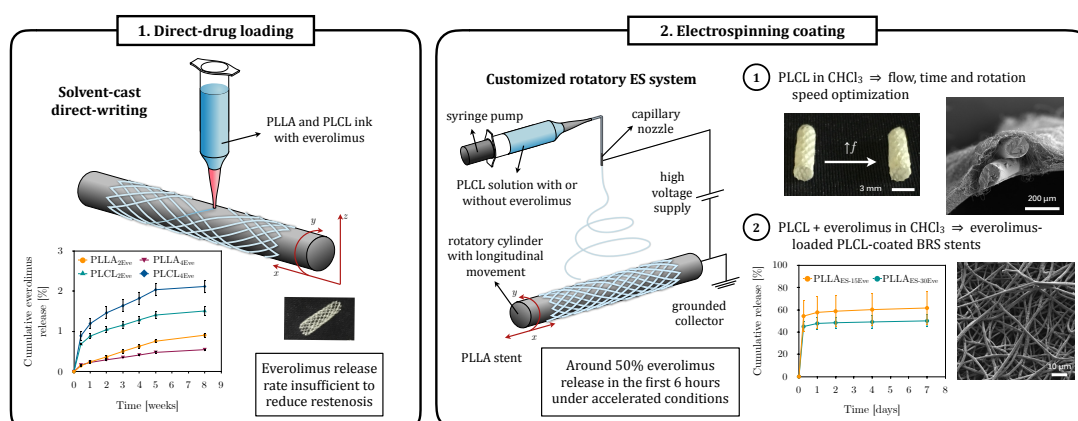 1. Direct-drug loading
Solvent-cast
direct-writing
PLLA and PLCL ink
with everolimus
z
y
x
PLLA2Eve
PLLA4Eve
PLCL2Eve
PLCL4Eve
Cumulative everolimus
release [%]
3
2
1
0
0 1 2 3 4 5 6 7 8 9
Time [weeks]
Everolimus release
rate insufficient to
reduce restenosis
2. Electrospinning coating
Customized rotatory ES system
syringe pump
capillary
nozzle
PLCL solution with or
without everolimus
high
voltage
supply
rotatory cylinder
with longitudinal
movement
y
x
grounded
collector
PLLA stent
Around 50% everolimus
release in the first 6 hours
under accelerated conditions
1 PLCL in CHCl₃ ⇒ flow, time and rotation
speed optimization
↑f
3 mm
200 μm
2 PLCL + everolimus in CHCl₃ ⇒ everolimus-
loaded PLCL-coated BRS stents
PLLAES-15Eve
PLLAES-30Eve
Cumulative release [%]
100
80
60
40
20
0
0 1 2 3 4 5 6 7 8
Time [days]
10 μm